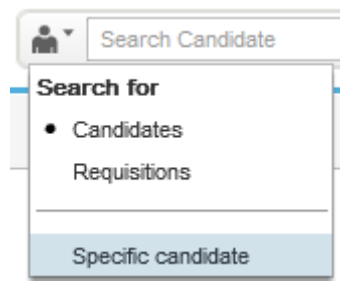 Search Candidate
Search for
Candidates
Requisitions
Specific candidate